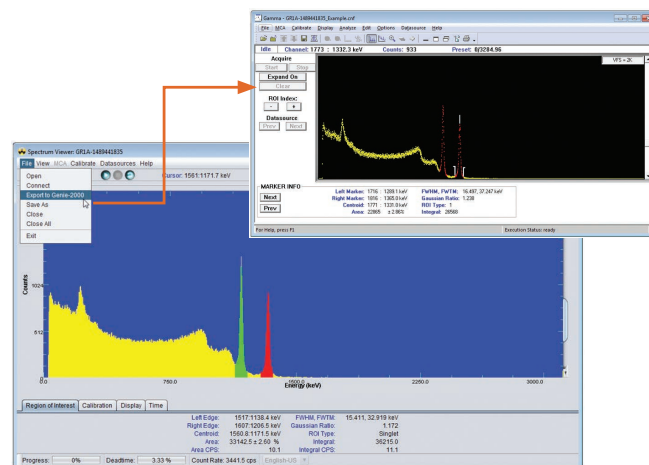 Gamma - GR1A-1489441835_Example.cnf
File MCA Calibrate Display Analyze Edit Options Datasource Help
Idle Channel: 1773 : 1332.3 keV Counts: 933 Preset: 0/3284.96
Acquire
Start Stop
Expand On
Clear
ROI Index:
- +
Datasource
Prev Next
VFS = 2K
MARKER INFO
Next
Prev
Left Marker: 1716 : 1289.1 keV FWHM, FWTM: 16.497, 37.247 keV
Right Marker: 1816 : 1365.0 keV Gaussian Ratio: 1.238
Centroid: 1771 : 1331.0 keV ROI Type: 1
Area: 22865 ± 2.86% Integral: 26568
For Help, press F1 Execution Status: ready
Spectrum Viewer: GR1A-1489441835
File View MCA Calibrate Datasources Help
Open
Connect
Export to Genie-2000
Save As
Close
Close All
Exit
Cursor: 1561:1171.7 keV
Counts
1024
512
0
0.0 750.0 1500.0 2250.0 3000.0
Energy (keV)
Region of Interest Calibration Display Time
Left Edge: 1517:1138.4 keV FWHM, FWTM: 15.411, 32.919 keV
Right Edge: 1607:1206.5 keV Gaussian Ratio: 1.172
Centroid: 1560.8:1171.5 keV ROI Type: Singlet
Area: 33142.5 ± 2.60 % Integral: 36215.0
Area CPS: 10.1 Integral CPS: 11.1
Progress: 0% Deadtime: 3.33 % Count Rate: 3441.5 cps English-US